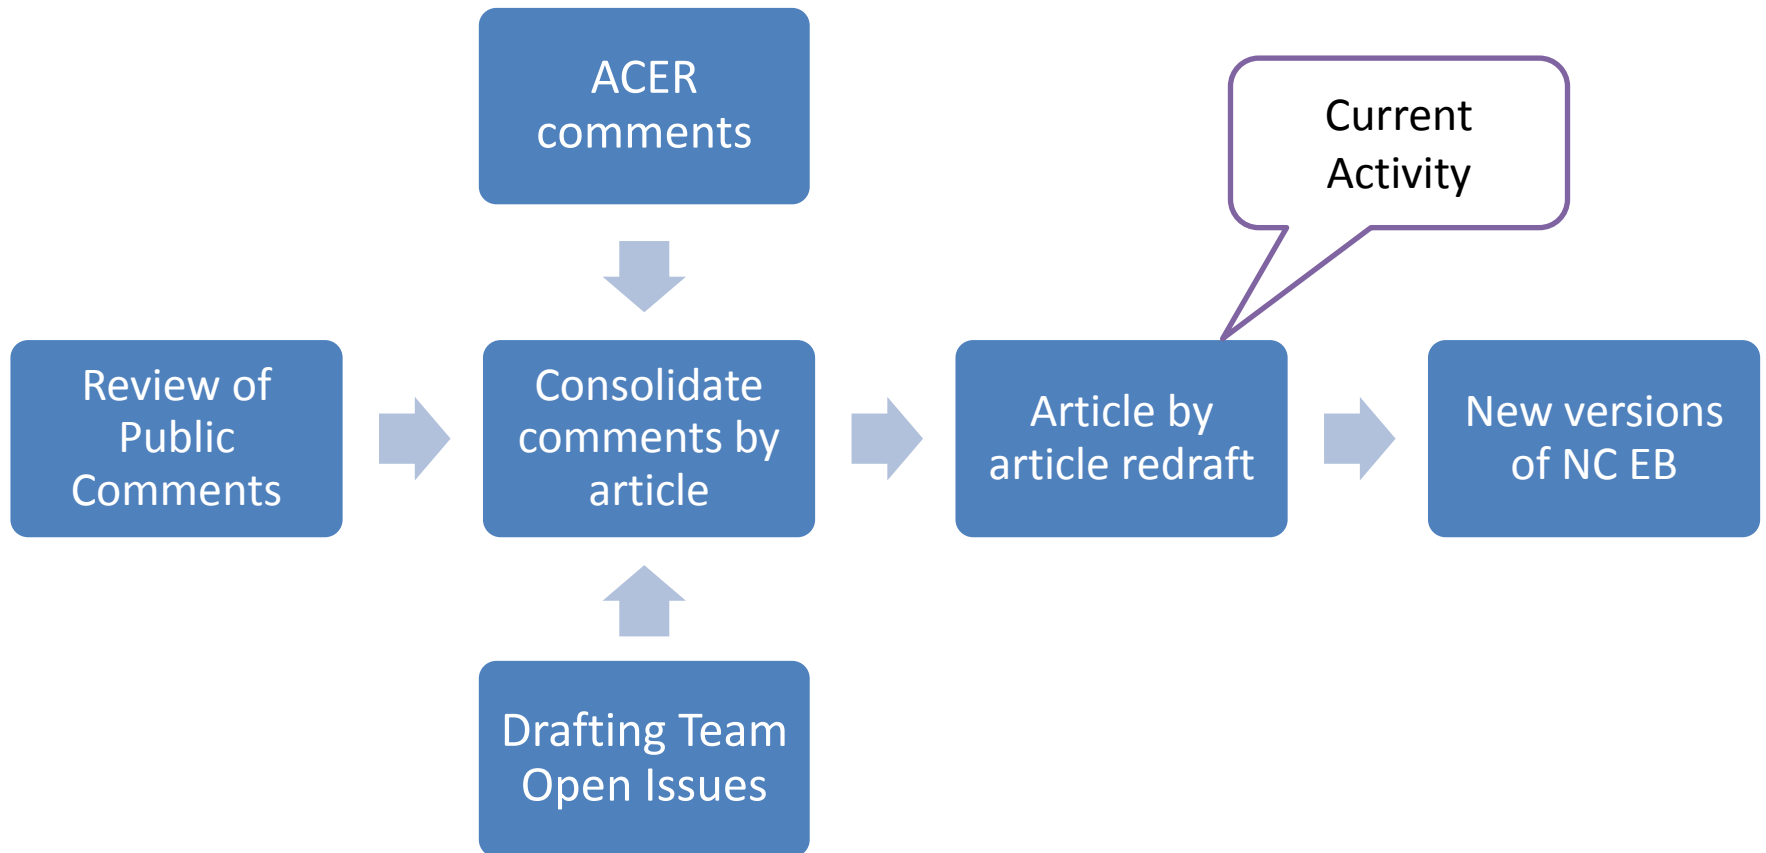 ACER
comments
Current
Activity
Review of
Public
Comments
Consolidate
comments by
article
Article by
article redraft
New versions
of NC EB
Drafting Team
Open Issues